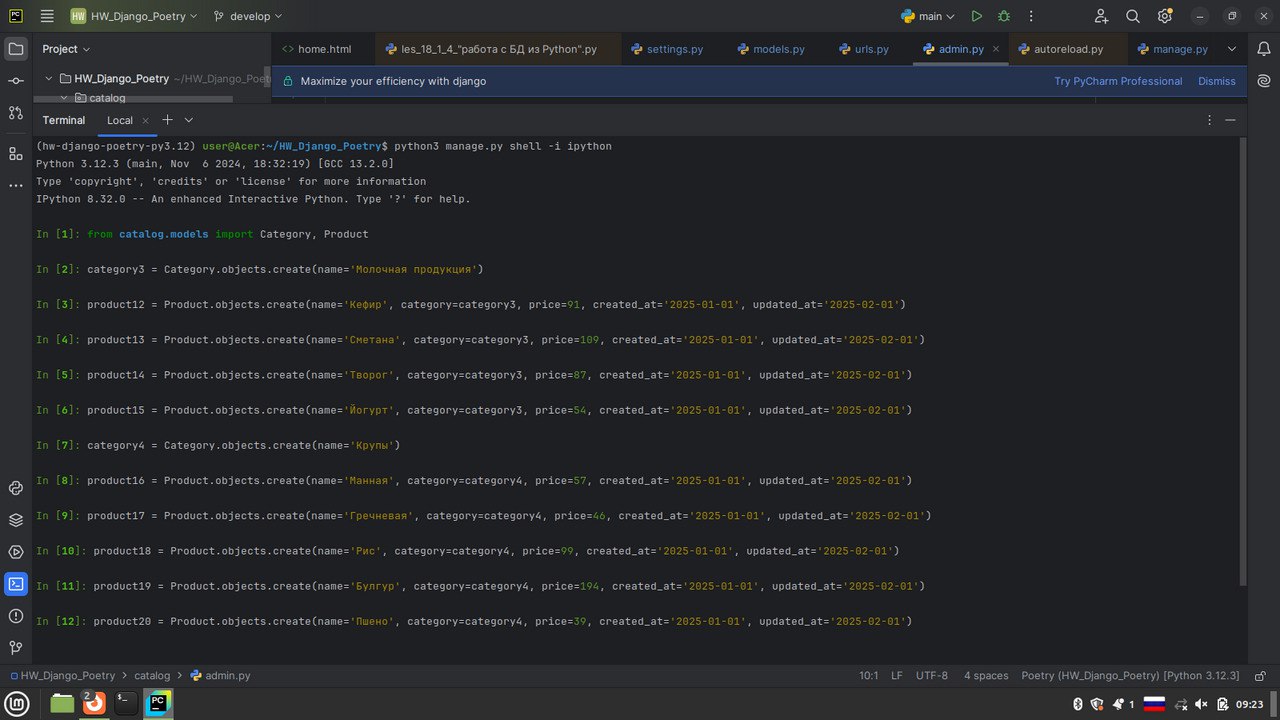 HW HW_Django_Poetry develop main
Project
home.html les_18_1_4_"работа с БД из Python".py settings.py models.py urls.py admin.py autoreload.py manage.py
HW_Django_Poetry ~/HW_Django_Poet
Maximize your efficiency with django Try PyCharm Professional Dismiss
catalog
Terminal Local
(hw-django-poetry-py3.12) user@Acer:~/HW_Django_Poetry$ python3 manage.py shell -i ipython
Python 3.12.3 (main, Nov  6 2024, 18:32:19) [GCC 13.2.0]
Type 'copyright', 'credits' or 'license' for more information
IPython 8.32.0 -- An enhanced Interactive Python. Type '?' for help.
In [1]: from catalog.models import Category, Product
In [2]: category3 = Category.objects.create(name='Молочная продукция')
In [3]: product12 = Product.objects.create(name='Кефир', category=category3, price=91, created_at='2025-01-01', updated_at='2025-02-01')
In [4]: product13 = Product.objects.create(name='Сметана', category=category3, price=109, created_at='2025-01-01', updated_at='2025-02-01')
In [5]: product14 = Product.objects.create(name='Творог', category=category3, price=87, created_at='2025-01-01', updated_at='2025-02-01')
In [6]: product15 = Product.objects.create(name='Йогурт', category=category3, price=54, created_at='2025-01-01', updated_at='2025-02-01')
In [7]: category4 = Category.objects.create(name='Крупы')
In [8]: product16 = Product.objects.create(name='Манная', category=category4, price=57, created_at='2025-01-01', updated_at='2025-02-01')
In [9]: product17 = Product.objects.create(name='Гречневая', category=category4, price=46, created_at='2025-01-01', updated_at='2025-02-01')
In [10]: product18 = Product.objects.create(name='Рис', category=category4, price=99, created_at='2025-01-01', updated_at='2025-02-01')
In [11]: product19 = Product.objects.create(name='Булгур', category=category4, price=194, created_at='2025-01-01', updated_at='2025-02-01')
In [12]: product20 = Product.objects.create(name='Пшено', category=category4, price=39, created_at='2025-01-01', updated_at='2025-02-01')
HW_Django_Poetry catalog admin.py 10:1 LF UTF-8 4 spaces Poetry (HW_Django_Poetry) [Python 3.12.3]
2 PC 1 09:23